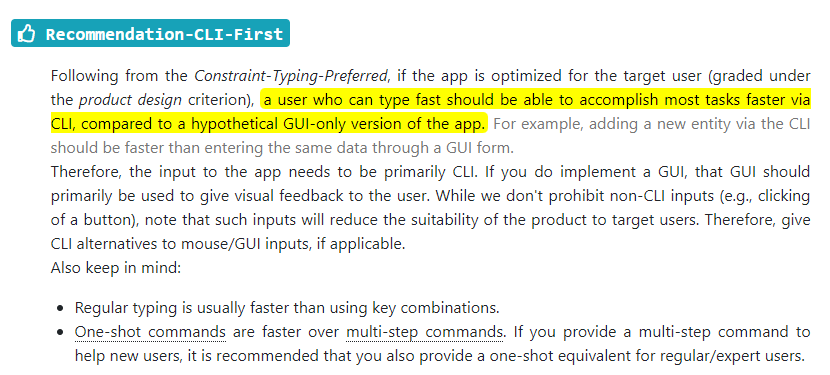 Recommendation-CLI-First
Following from the Constraint-Typing-Preferred, if the app is optimized for the target user (graded under
the product design criterion), a user who can type fast should be able to accomplish most tasks faster via
CLI, compared to a hypothetical GUI-only version of the app. For example, adding a new entity via the CLI
should be faster than entering the same data through a GUI form.
Therefore, the input to the app needs to be primarily CLI. If you do implement a GUI, that GUI should
primarily be used to give visual feedback to the user. While we don't prohibit non-CLI inputs (e.g., clicking
of a button), note that such inputs will reduce the suitability of the product to target users. Therefore, give
CLI alternatives to mouse/GUI inputs, if applicable.
Also keep in mind:
• Regular typing is usually faster than using key combinations.
• One-shot commands are faster over multi-step commands. If you provide a multi-step command to
help new users, it is recommended that you also provide a one-shot equivalent for regular/expert users.